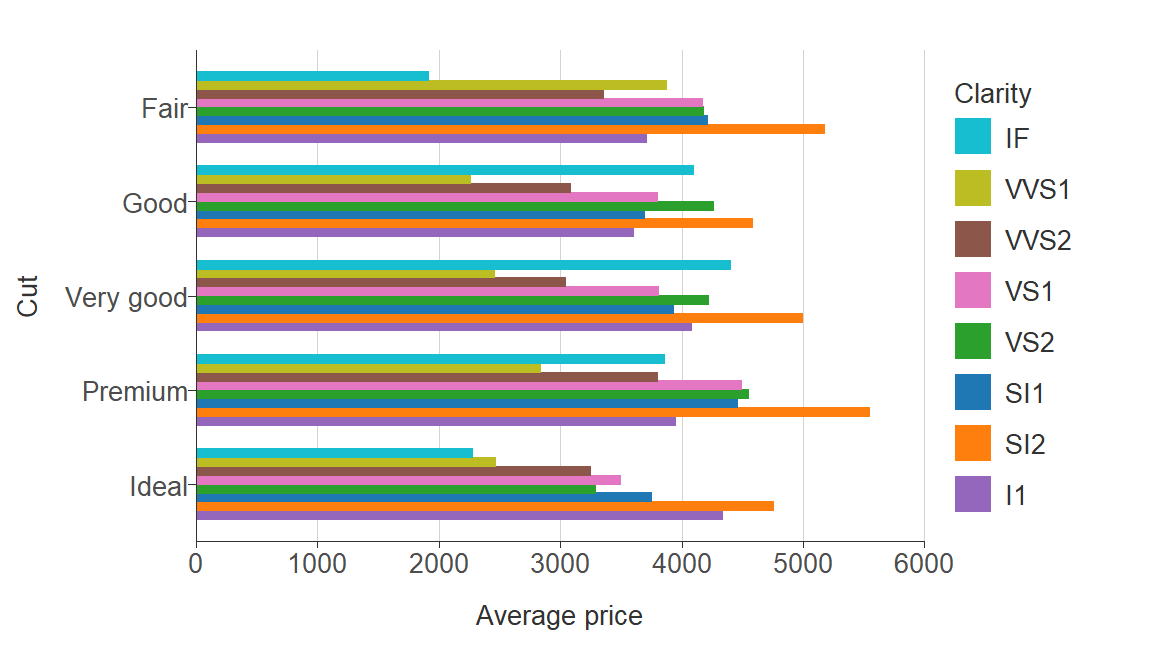 Clarity
IF
VVS1
VVS2
VS1
VS2
SI1
SI2
I1
Cut
Fair
Good
Very good
Premium
Ideal
0 1000 2000 3000 4000 5000 6000
Average price